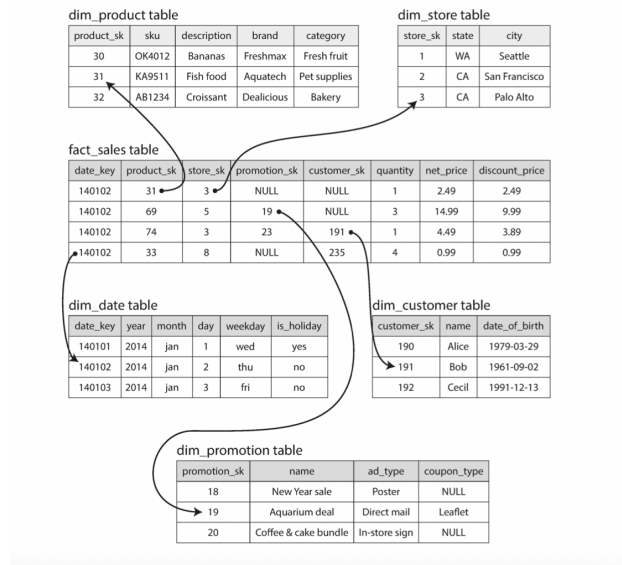 dim_product table
product_sk sku description brand category
30 OK4012 Bananas Freshmax Fresh fruit
31 KA9511 Fish food Aquatech Pet supplies
32 AB1234 Croissant Dealicious Bakery
dim_store table
store_sk state city
1 WA Seattle
2 CA San Francisco
3 CA Palo Alto
fact_sales table
date_key product_sk store_sk promotion_sk customer_sk quantity net_price discount_price
140102 31 3 NULL NULL 1 2.49 2.49
140102 69 5 19 NULL 3 14.99 9.99
140102 74 3 23 191 1 4.49 3.89
140102 33 8 NULL 235 4 0.99 0.99
dim_date table
date_key year month day weekday is_holiday
140101 2014 jan 1 wed yes
140102 2014 jan 2 thu no
140103 2014 jan 3 fri no
dim_customer table
customer_sk name date_of_birth
190 Alice 1979-03-29
191 Bob 1961-09-02
192 Cecil 1991-12-13
dim_promotion table
promotion_sk name ad_type coupon_type
18 New Year sale Poster NULL
19 Aquarium deal Direct mail Leaflet
20 Coffee & cake bundle In-store sign NULL